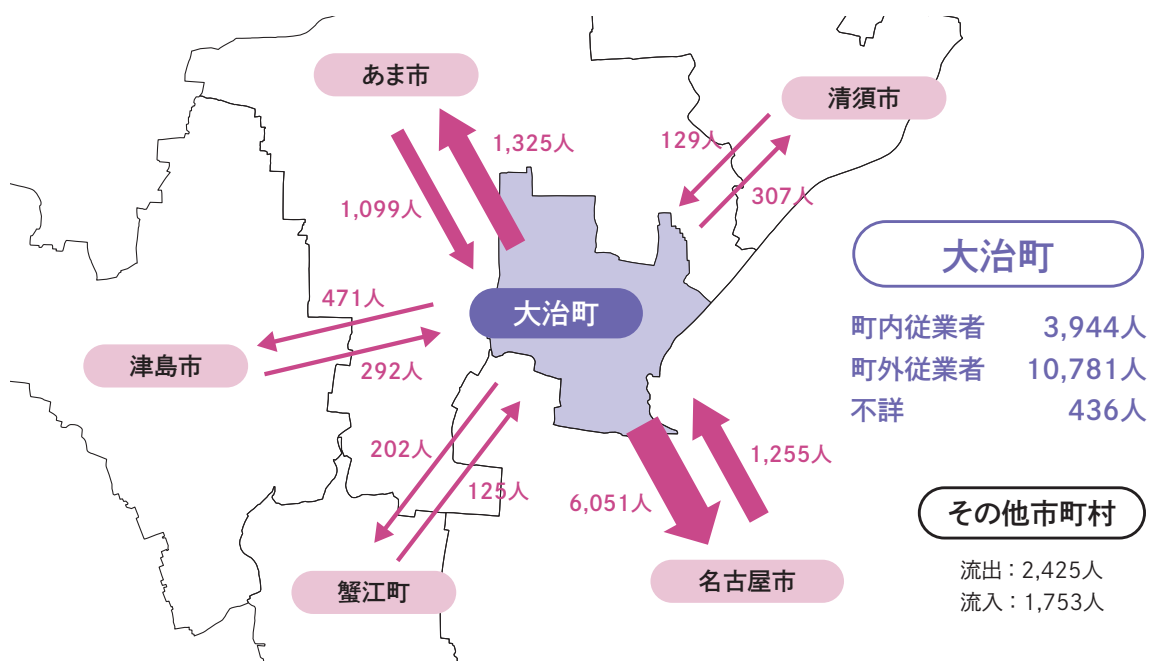 あま市
清須市
1,325人
129人
1,099人
307人
大治町
大治町
471人
町内従業者 3,944人
津島市
292人
町外従業者 10,781人
不詳 436人
202人
1,255人
125人
6,051人
その他市町村
蟹江町
名古屋市
流出：2,425人
流入：1,753人